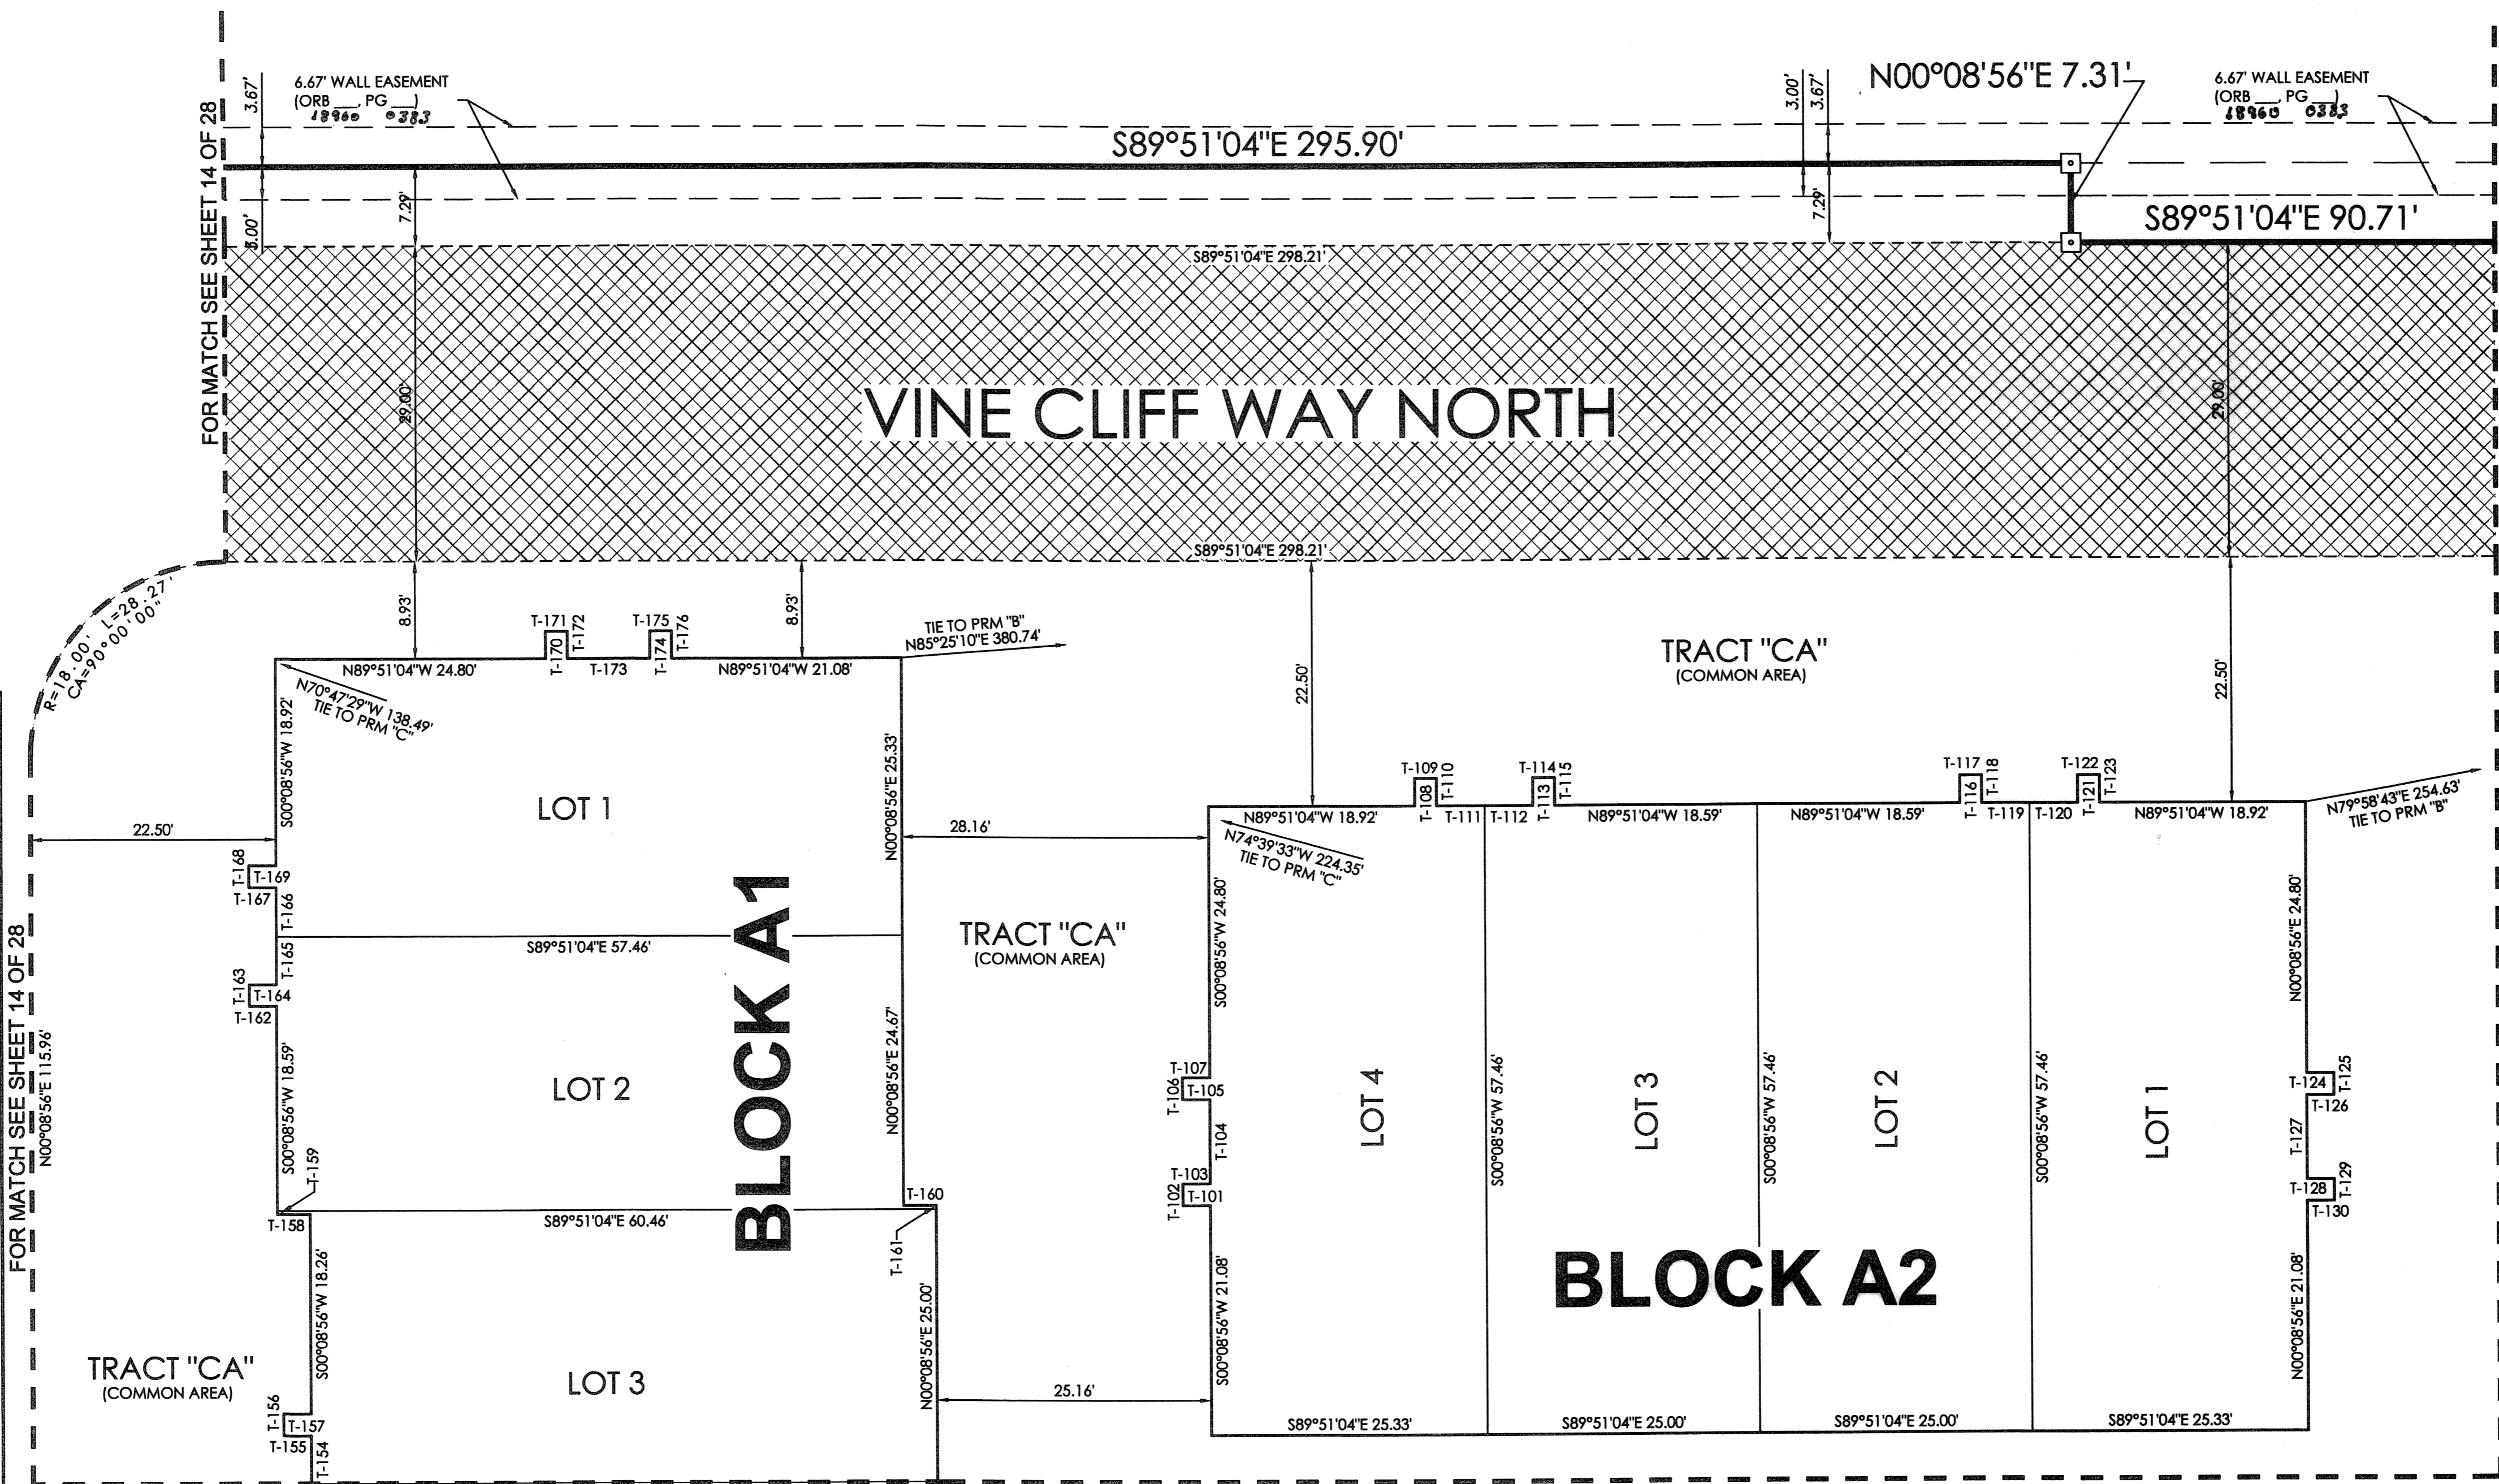 6.67' WALL EASEMENT
(ORB ___, PG ___)
18960 0383
3.67'
3.00'
7.29'
S89°51'04"E 295.90'
3.00'
3.67'
7.29'
N00°08'56"E 7.31'
6.67' WALL EASEMENT
(ORB ___, PG ___)
18960 0383
S89°51'04"E 90.71'
FOR MATCH SEE SHEET 14 OF 28
S89°51'04"E 298.21'
29.00'
VINE CLIFF WAY NORTH
29.00'
S89°51'04"E 298.21'
R=18.00' L=28.27'
CA=90°00'00"
8.93'
8.93'
T-171
T-172
T-170
T-175
T-176
T-174
T-173
N89°51'04"W 24.80'
N89°51'04"W 21.08'
TIE TO PRM "B"
N85°25'10"E 380.74'
N70°47'29"W 138.49'
TIE TO PRM "C"
S00°08'56"W 18.92'
N00°08'56"E 25.33'
LOT 1
22.50'
28.16'
T-168
T-169
T-167
T-166
S89°51'04"E 57.46'
T-165
T-163
T-164
T-162
S00°08'56"W 18.59'
N00°08'56"E 24.67'
LOT 2
BLOCK A1
T-159
T-158
T-160
S89°51'04"E 60.46'
T-161
S00°08'56"W 18.26'
N00°08'56"E 25.00'
LOT 3
25.16'
T-156
T-157
T-155
T-154
FOR MATCH SEE SHEET 14 OF 28
N00°08'56"E 115.96'
TRACT "CA"
(COMMON AREA)
TRACT "CA"
(COMMON AREA)
TRACT "CA"
(COMMON AREA)
22.50'
22.50'
T-109
T-110
T-108
T-111
T-112
T-114
T-115
T-113
T-117
T-118
T-116
T-119
T-120
T-122
T-123
T-121
N89°51'04"W 18.92'
N89°51'04"W 18.59'
N89°51'04"W 18.59'
N89°51'04"W 18.92'
N79°58'43"E 254.63'
TIE TO PRM "B"
N74°39'33"W 224.35'
TIE TO PRM "C"
S00°08'56"W 24.80'
N00°08'56"E 24.80'
T-107
T-106
T-105
T-104
T-103
T-102
T-101
S00°08'56"W 21.08'
LOT 4
S00°08'56"W 57.46'
LOT 3
S00°08'56"W 57.46'
LOT 2
S00°08'56"W 57.46'
LOT 1
T-124
T-125
T-126
T-127
T-128
T-129
T-130
N00°08'56"E 21.08'
BLOCK A2
S89°51'04"E 25.33'
S89°51'04"E 25.00'
S89°51'04"E 25.00'
S89°51'04"E 25.33'